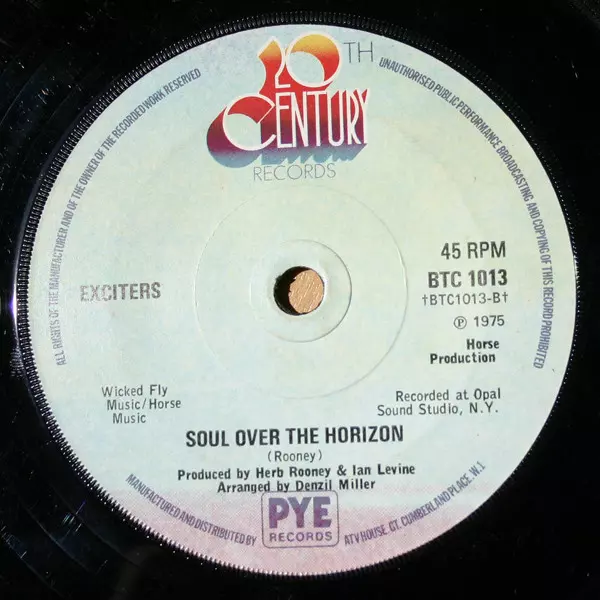 20TH
CENTURY
RECORDS
ALL RIGHTS OF THE MANUFACTURER AND OF THE OWNER OF THE RECORDED WORK RESERVED
UNAUTHORISED PUBLIC PERFORMANCE BROADCASTING AND COPYING OF THIS RECORD PROHIBITED
EXCITERS
45 RPM
BTC 1013
†BTC1013-B†
Ⓟ 1975
Horse
Production
Wicked Fly
Music/Horse
Music
Recorded at Opal
Sound Studio, N.Y.
SOUL OVER THE HORIZON
(Rooney)
Produced by Herb Rooney & Ian Levine
Arranged by Denzil Miller
MANUFACTURED AND DISTRIBUTED BY
PYE
RECORDS
ATV HOUSE GT. CUMBERLAND PLACE, W.1